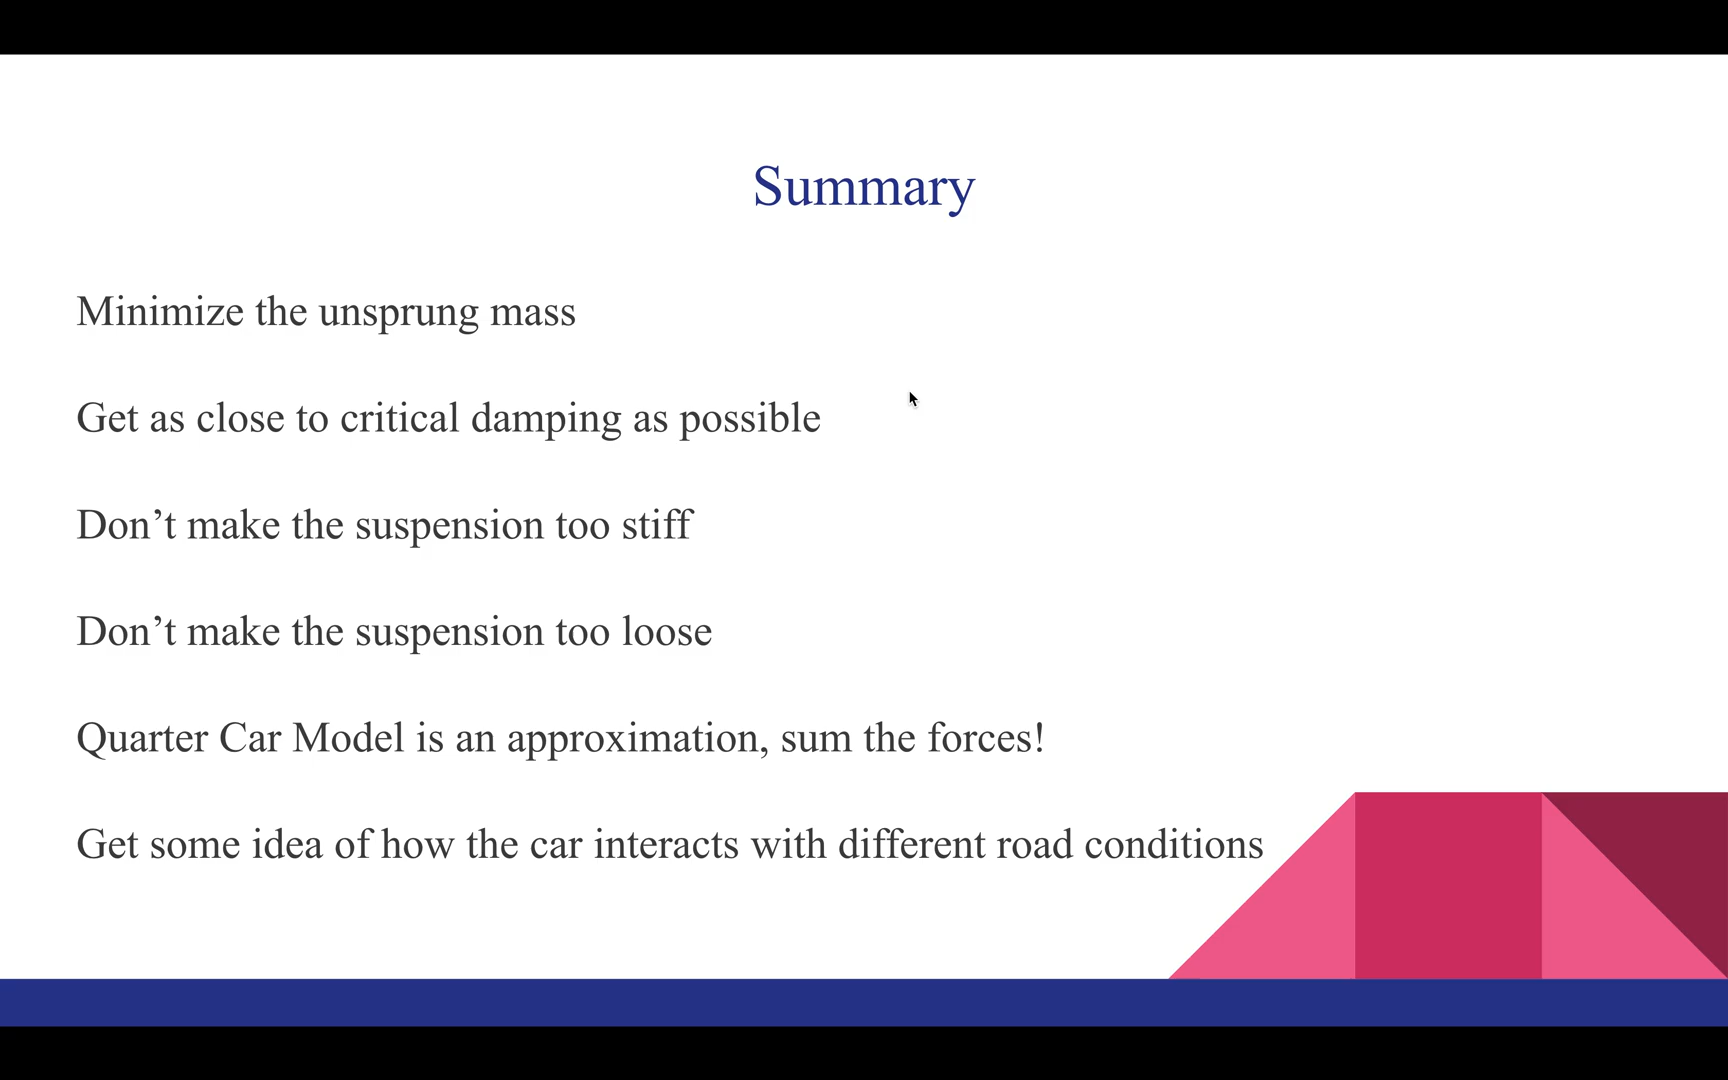 Summary
Minimize the unsprung mass
Get as close to critical damping as possible
Don’t make the suspension too stiff
Don’t make the suspension too loose
Quarter Car Model is an approximation, sum the forces!
Get some idea of how the car interacts with different road conditions